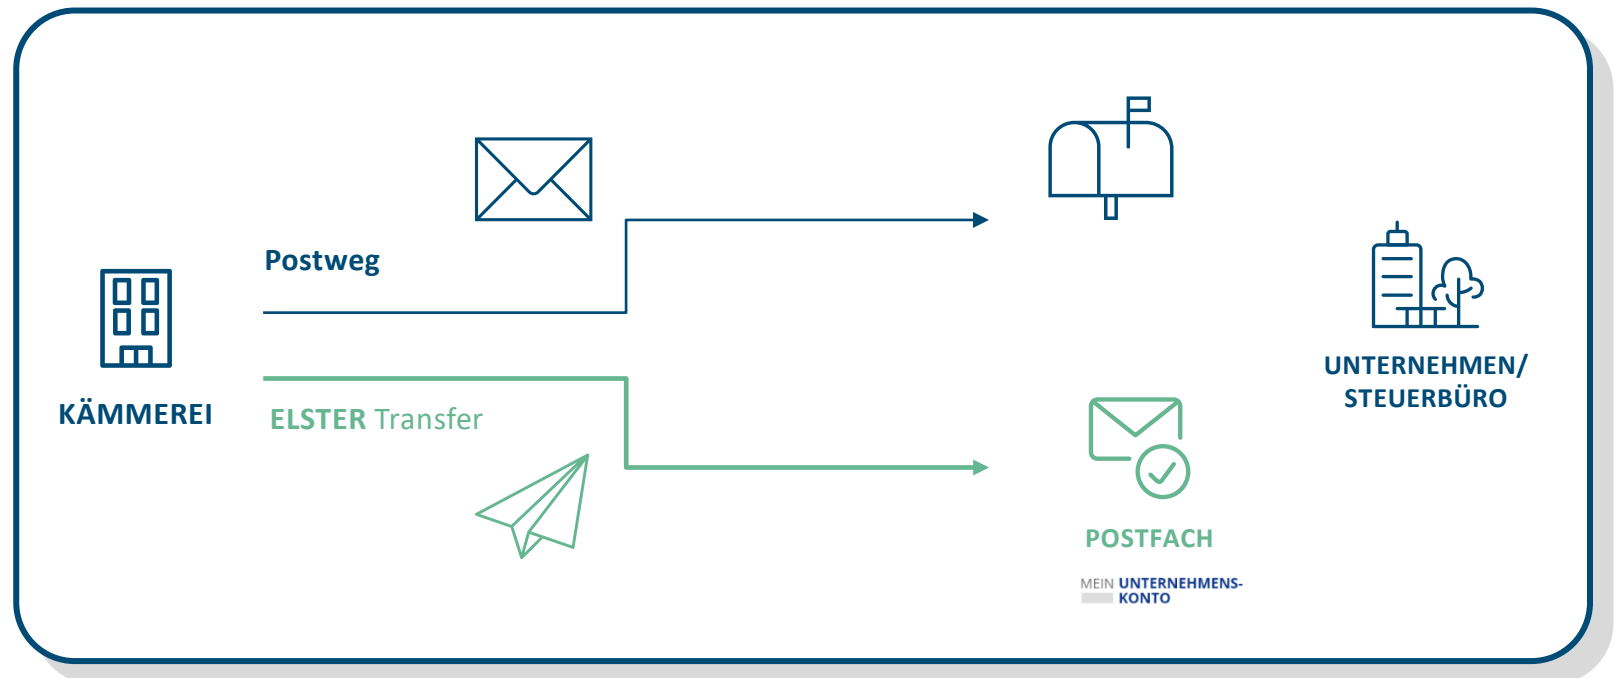 Postweg
KÄMMEREI
ELSTER Transfer
UNTERNEHMEN/
STEUERBÜRO
POSTFACH
MEIN UNTERNEHMENS-
KONTO